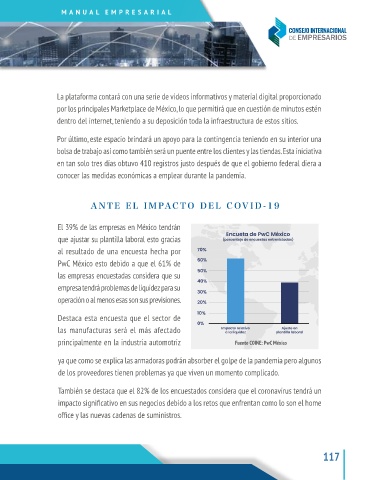 MANUAL EMPRESARIAL
CONSEJO INTERNACIONAL
DE EMPRESARIOS
La plataforma contará con una serie de videos informativos y material digital proporcionado
por los principales Marketplace de México, lo que permitirá que en cuestión de minutos estén
dentro del internet, teniendo a su deposición toda la infraestructura de estos sitios.
Por último, este espacio brindará un apoyo para la contingencia teniendo en su interior una
bolsa de trabajo así como también será un puente entre los clientes y las tiendas. Esta iniciativa
en tan solo tres días obtuvo 410 registros justo después de que el gobierno federal diera a
conocer las medidas económicas a emplear durante la pandemia.
ANTE EL IMPACTO DEL COVID-19
El 39% de las empresas en México tendrán
que ajustar su plantilla laboral esto gracias
al resultado de una encuesta hecha por
PwC México esto debido a que el 61% de
las empresas encuestadas considera que su
empresa tendrá problemas de liquidez para su
operación o al menos esas son sus previsiones.
Destaca esta encuesta que el sector de
las manufacturas será el más afectado
principalmente en la industria automotriz
Encuesta de PwC México
(porcentaje de encuestas sistematizadas)
70%
60%
50%
40%
30%
20%
10%
0%
Impacto relativo
a la liquidez
Ajuste en
plantilla laboral
Fuente COINE: PwC México
ya que como se explica las armadoras podrán absorber el golpe de la pandemia pero algunos
de los proveedores tienen problemas ya que viven un momento complicado.
También se destaca que el 82% de los encuestados considera que el coronavirus tendrá un
impacto significativo en sus negocios debido a los retos que enfrentan como lo son el home
office y las nuevas cadenas de suministros.
117